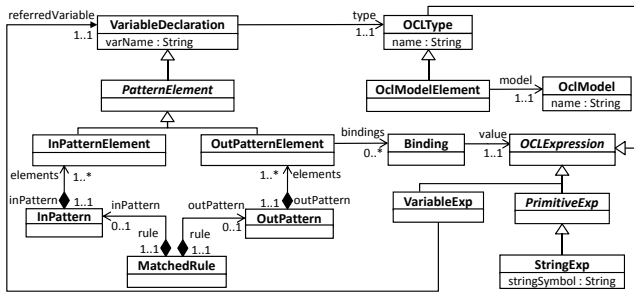 referredVariable
1..1
VariableDeclaration
varName : String
type
1..1
OCLType
name : String
PatternElement
OclModelElement
model
1..1
OclModel
name : String
InPatternElement
OutPatternElement
bindings
0..*
Binding
value
1..1
OCLExpression
elements
1..*
1..*
elements
inPattern
1..1
InPattern
inPattern
0..1
outPattern
0..1
1..1
outPattern
OutPattern
VariableExp
PrimitiveExp
rule
1..1
rule
1..1
MatchedRule
StringExp
stringSymbol : String